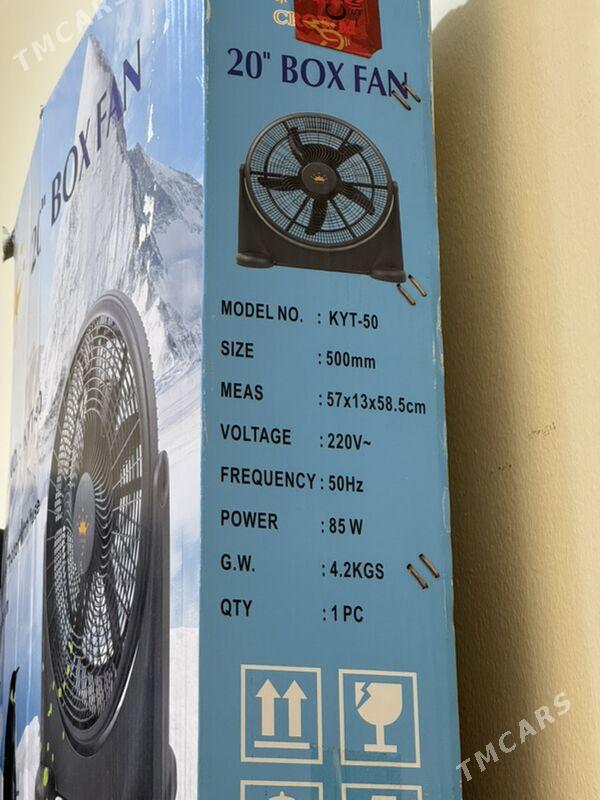 TMCARS
20" BOX FAN
20" BOX FAN
MODEL NO. : KYT-50
SIZE : 500mm
MEAS : 57x13x58.5cm
VOLTAGE : 220V~
FREQUENCY : 50Hz
POWER : 85 W
G.W. : 4.2KGS
QTY : 1 PC
TMCARS